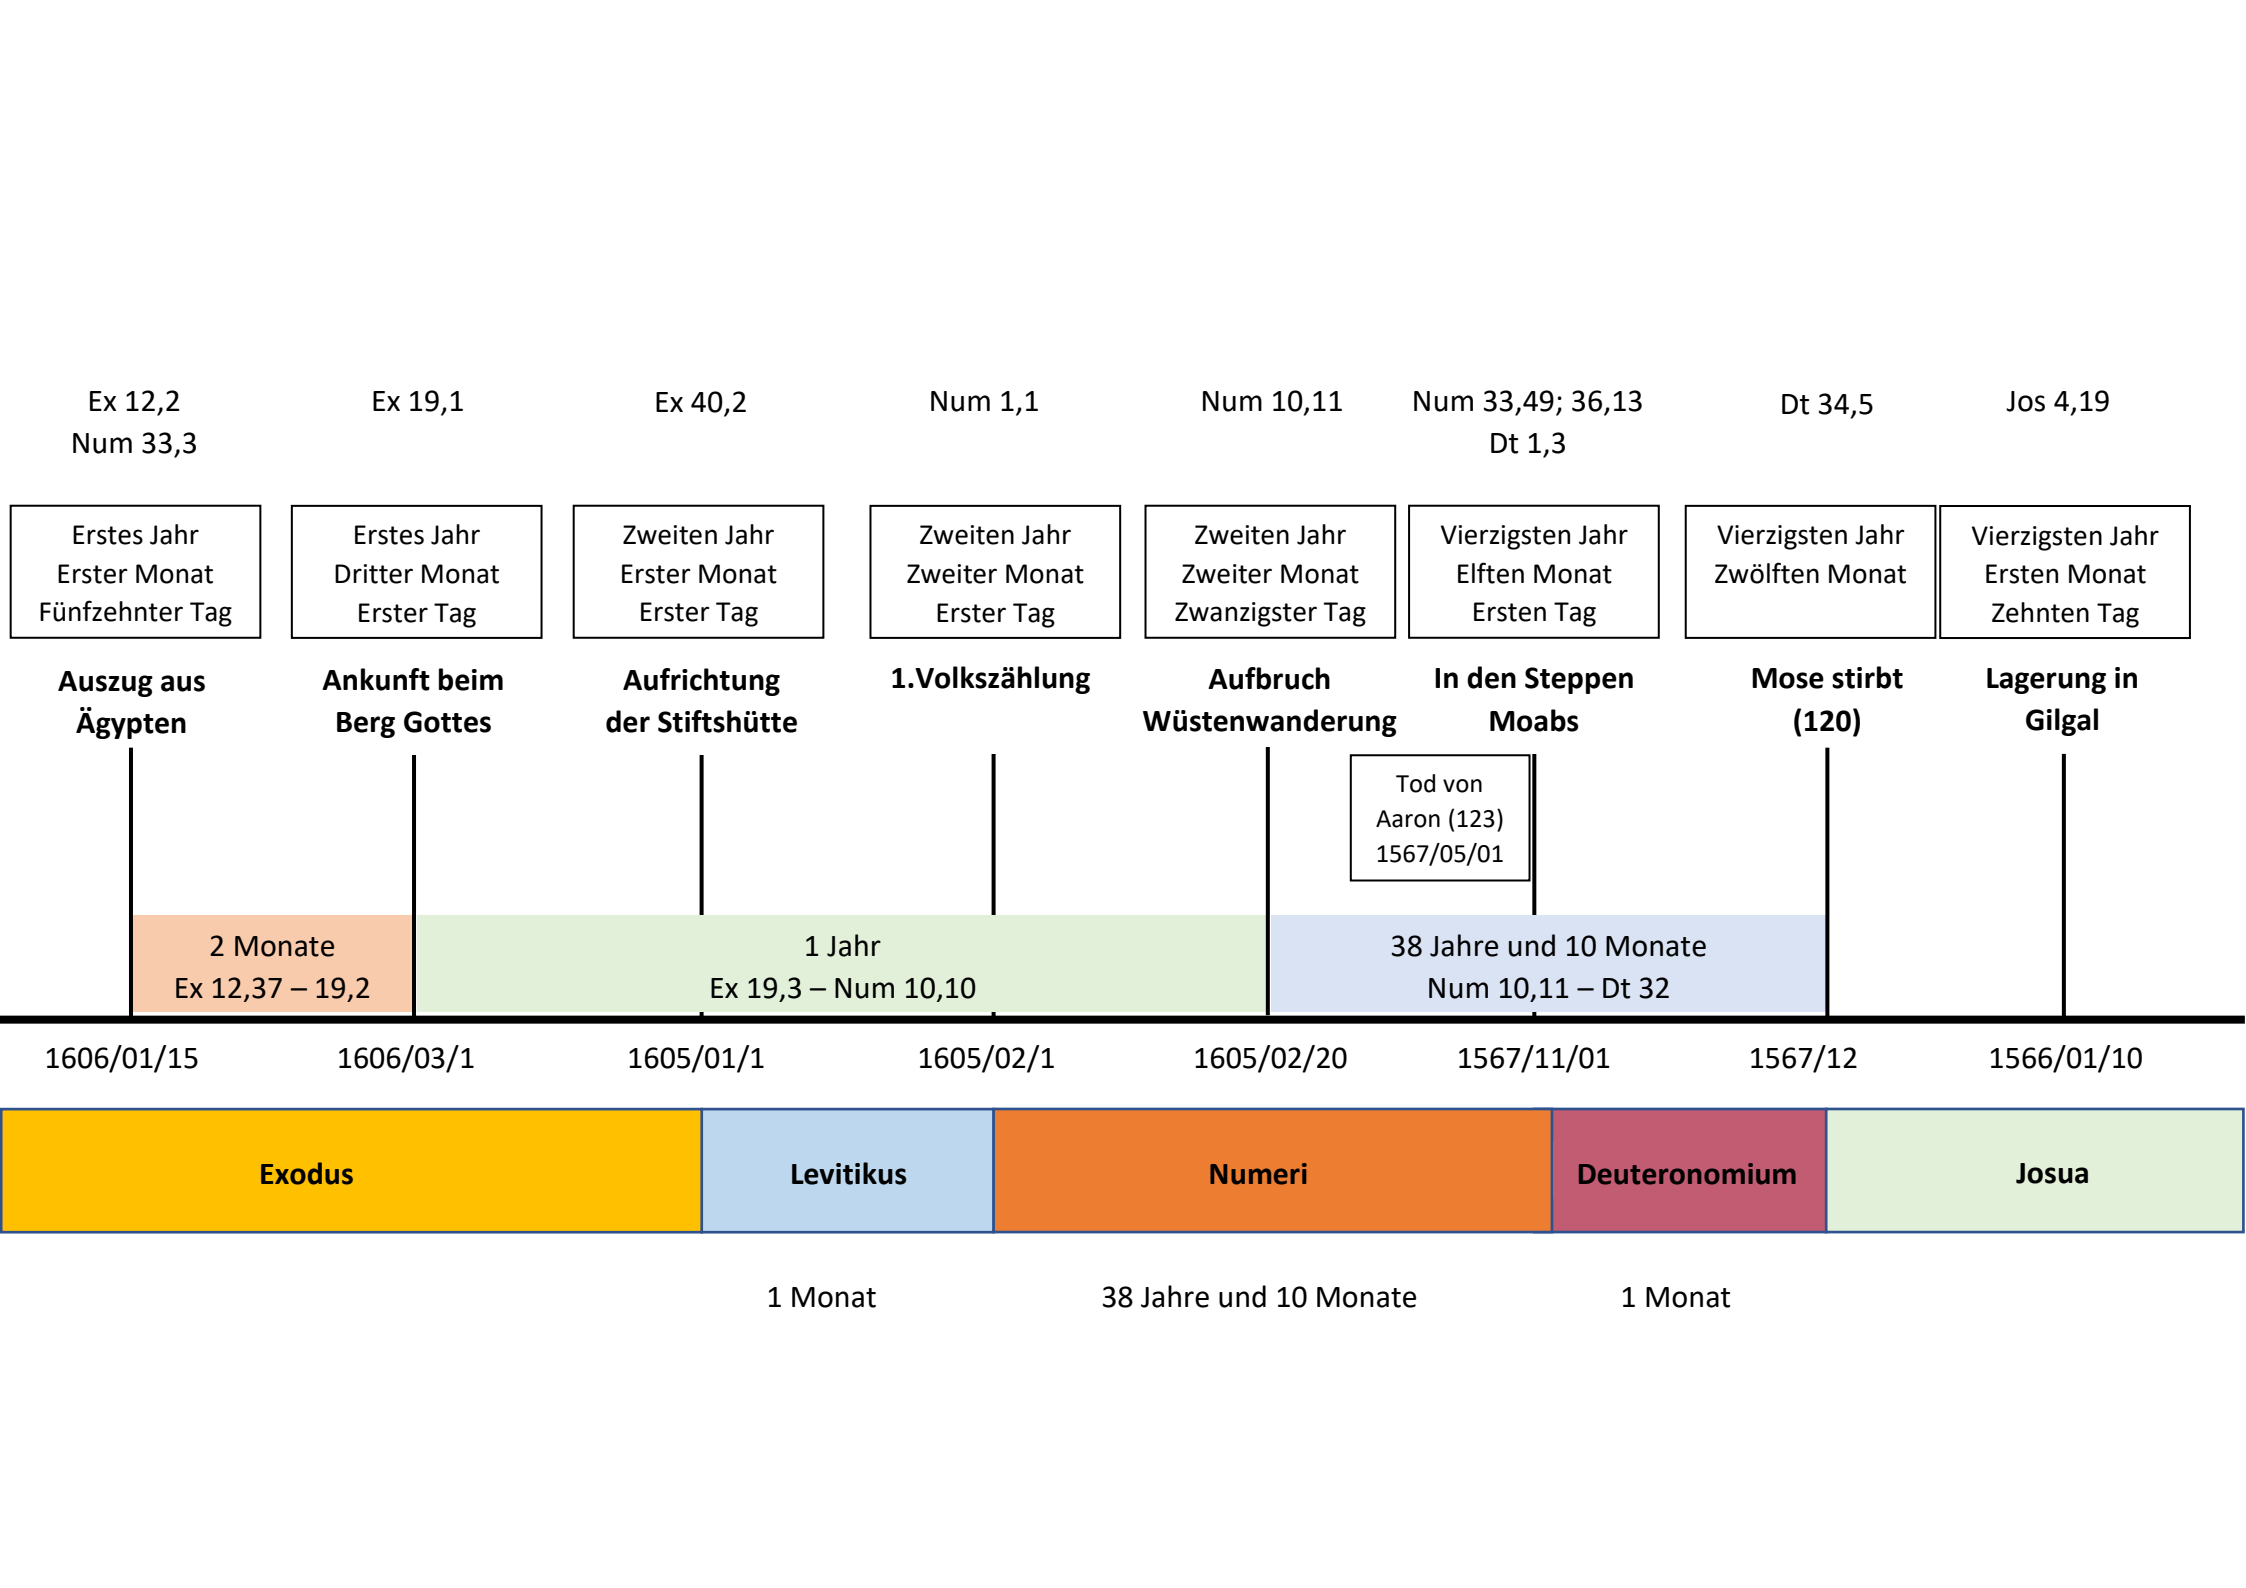 Ex 12,2
Num 33,3
Ex 19,1
Ex 40,2
Num 1,1
Num 10,11
Num 33,49; 36,13
Dt 1,3
Dt 34,5
Jos 4,19
Erstes Jahr
Erster Monat
Fünfzehnter Tag
Erstes Jahr
Dritter Monat
Erster Tag
Zweiten Jahr
Erster Monat
Erster Tag
Zweiten Jahr
Zweiter Monat
Erster Tag
Zweiten Jahr
Zweiter Monat
Zwanzigster Tag
Vierzigsten Jahr
Elften Monat
Ersten Tag
Vierzigsten Jahr
Zwölften Monat
Vierzigsten Jahr
Ersten Monat
Zehnten Tag
Auszug aus
Ägypten
Ankunft beim
Berg Gottes
Aufrichtung
der Stiftshütte
1.Volkszählung
Aufbruch
Wüstenwanderung
In den Steppen
Moabs
Mose stirbt
(120)
Lagerung in
Gilgal
Tod von
Aaron (123)
1567/05/01
2 Monate
Ex 12,37 – 19,2
1 Jahr
Ex 19,3 – Num 10,10
38 Jahre und 10 Monate
Num 10,11 – Dt 32
1606/01/15
1606/03/1
1605/01/1
1605/02/1
1605/02/20
1567/11/01
1567/12
1566/01/10
Exodus
Levitikus
Numeri
Deuteronomium
Josua
1 Monat
38 Jahre und 10 Monate
1 Monat